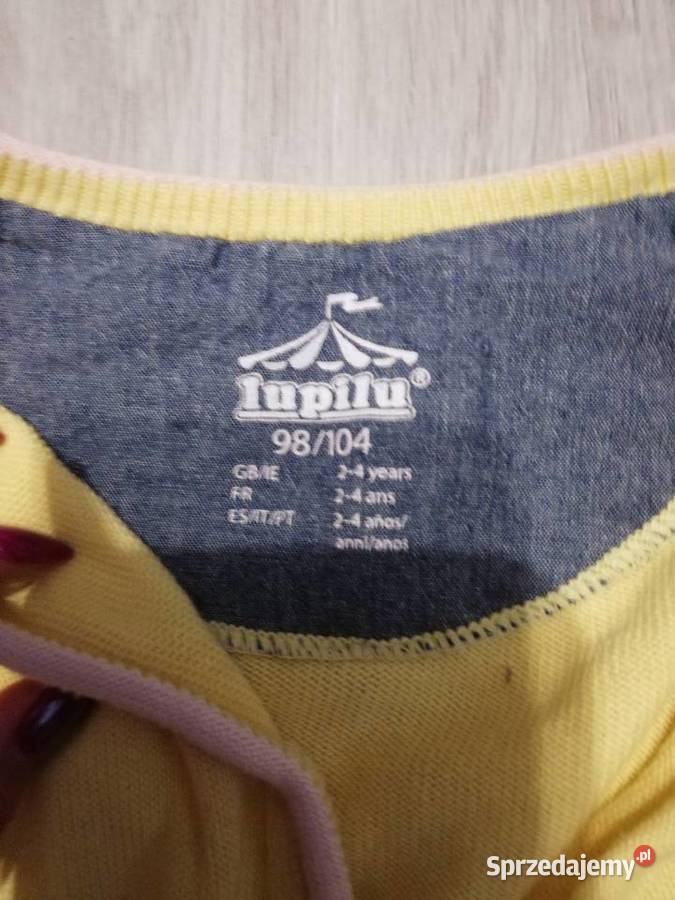 lupilu®
98/104
GB/IE 2-4 years
FR 2-4 ans
ES/IT/PT 2-4 años/
anni/anos
Sprzedajemy.pl